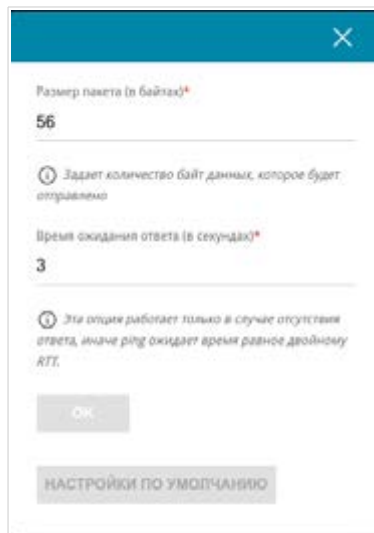 Размер пакета (в байтах)*
56
Задает количество байт данных, которое будет
отправлено
Время ожидания ответа (в секундах)*
3
Эта опция работает только в случае отсутствия
ответа, иначе ping ожидает время равное двойному
RTT.
ОК
НАСТРОЙКИ ПО УМОЛЧАНИЮ